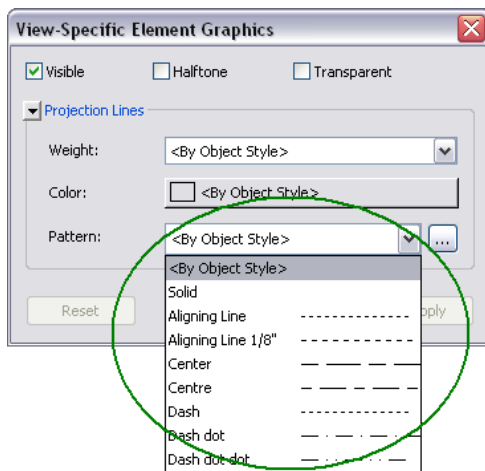 View-Specific Element Graphics
Visible Halftone Transparent
Projection Lines
Weight: <By Object Style>
Color: <By Object Style>
Pattern: <By Object Style> ...
<By Object Style>
Solid
Reset pply
Aligning Line
Aligning Line 1/8"
Center
Centre
Dash
Dash dot
Dash dot dot